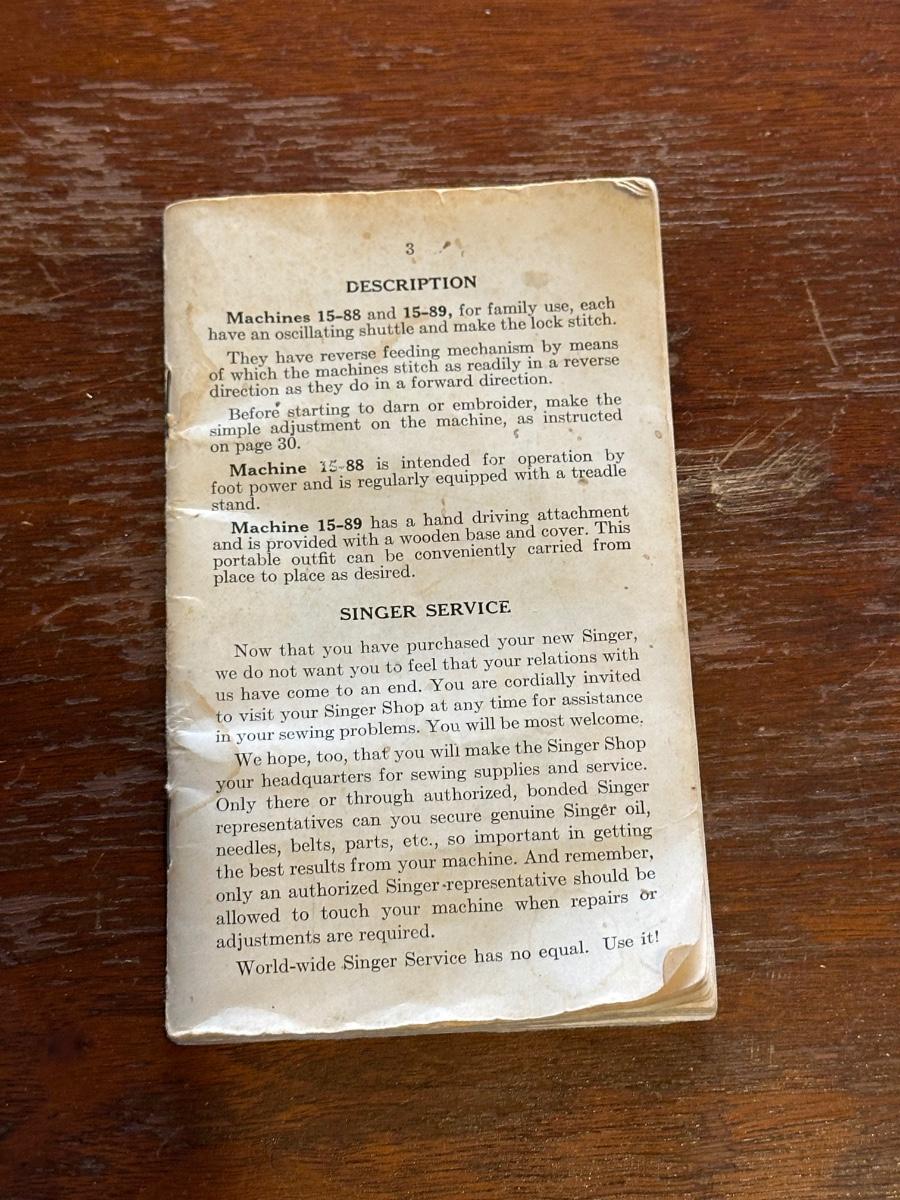 3
DESCRIPTION
Machines 15-88 and 15-89, for family use, each
have an oscillating shuttle and make the lock stitch.
They have reverse feeding mechanism by means
of which the machines stitch as readily in a reverse
direction as they do in a forward direction.
Before starting to darn or embroider, make the
simple adjustment on the machine, as instructed
on page 30.
Machine 15-88 is intended for operation by
foot power and is regularly equipped with a treadle
stand.
Machine 15-89 has a hand driving attachment
and is provided with a wooden base and cover. This
portable outfit can be conveniently carried from
place to place as desired.
SINGER SERVICE
Now that you have purchased your new Singer,
we do not want you to feel that your relations with
us have come to an end. You are cordially invited
to visit your Singer Shop at any time for assistance
in your sewing problems. You will be most welcome.
We hope, too, that you will make the Singer Shop
your headquarters for sewing supplies and service.
Only there or through authorized, bonded Singer
representatives can you secure genuine Singer oil,
needles, belts, parts, etc., so important in getting
the best results from your machine. And remember,
only an authorized Singer representative should be
allowed to touch your machine when repairs or
adjustments are required.
World-wide Singer Service has no equal. Use it!